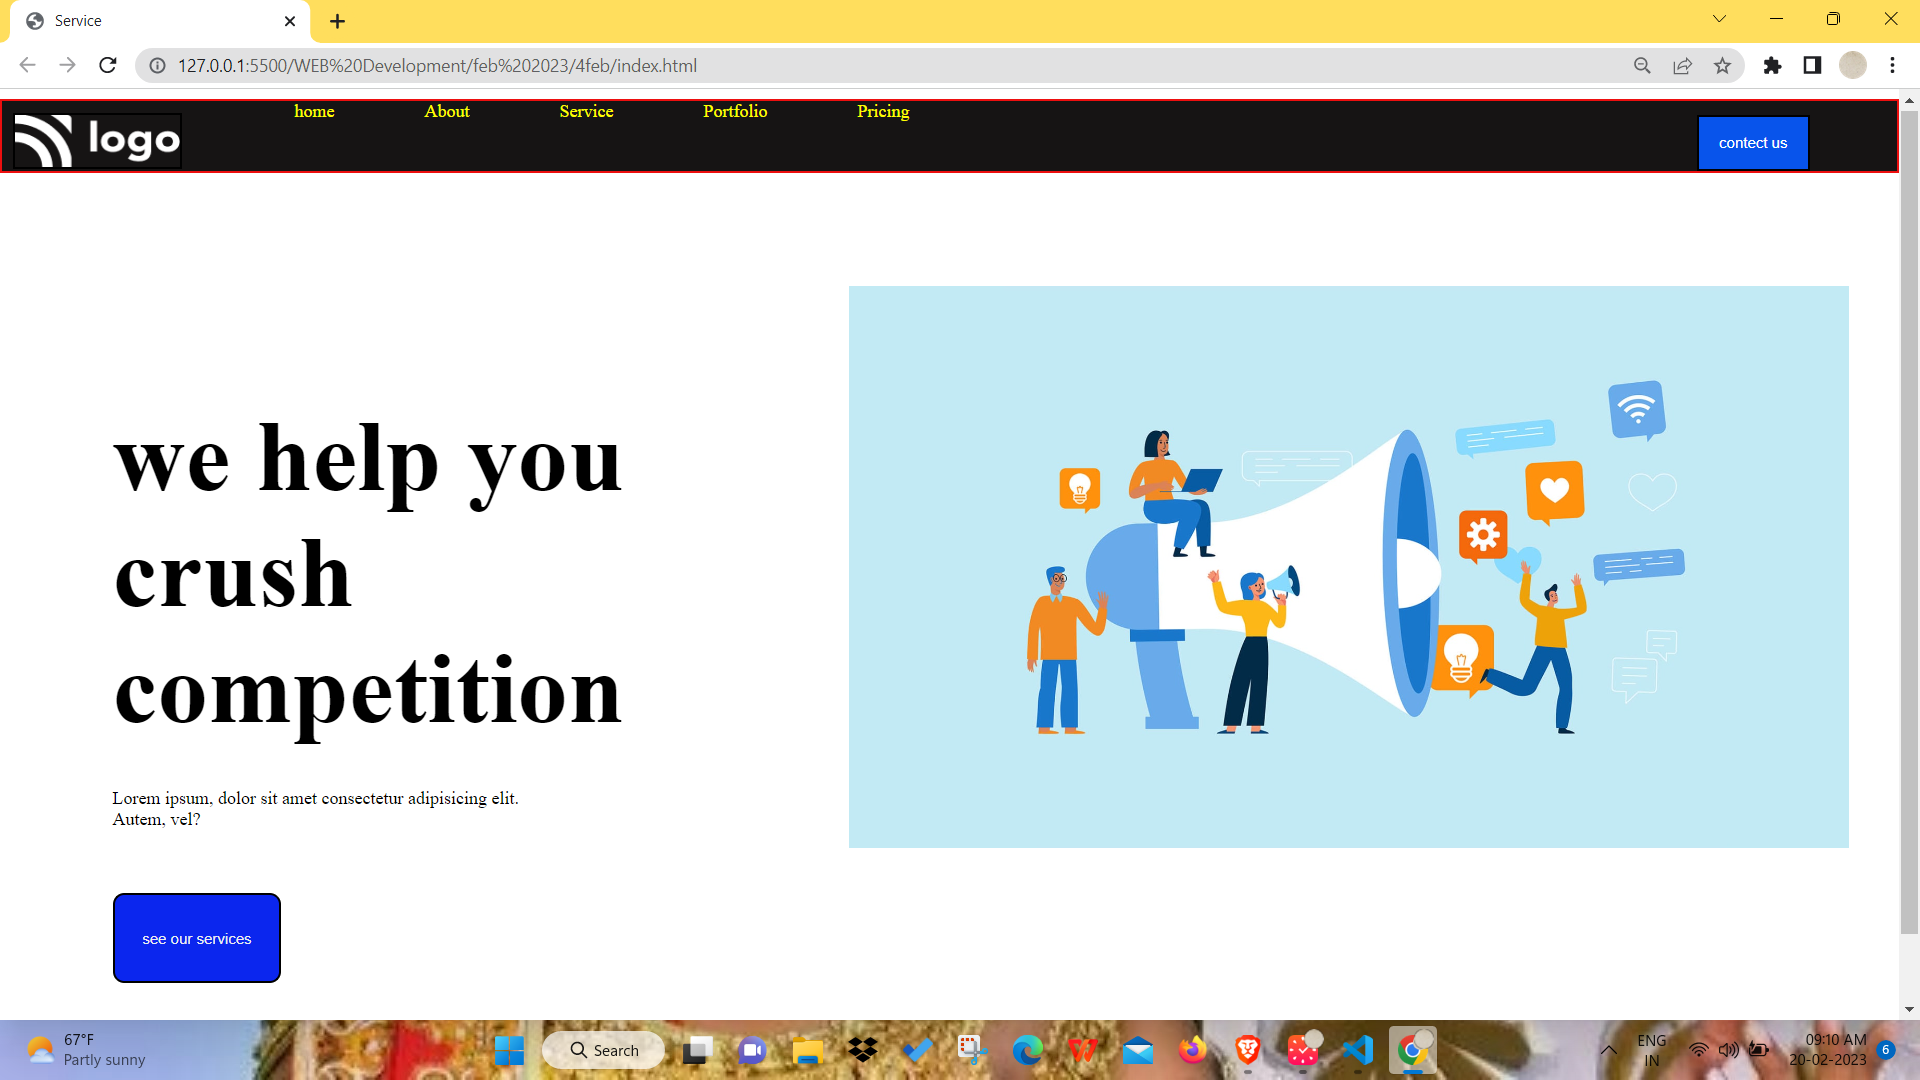 Service
127.0.0.1:5500/WEB%20Development/feb%202023/4feb/index.html
logo
home
About
Service
Portfolio
Pricing
contect us
we help you
crush
competition
Lorem ipsum, dolor sit amet consectetur adipisicing elit.
Autem, vel?
see our services
67°F
Partly sunny
Search
ENG
IN
09:10 AM
20-02-2023
6